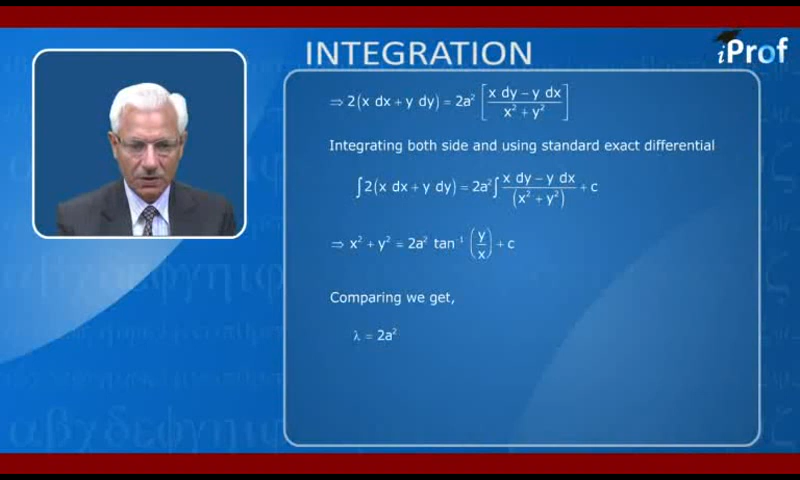 INTEGRATION
iProf
⇒ 2(x dx + y dy) = 2a² [x dy − y dx / x² + y²]
Integrating both side and using standard exact differential
∫2(x dx + y dy) = 2a² ∫ x dy − y dx / (x² + y²) + c
⇒ x² + y² = 2a² tan⁻¹ (y/x) + c
Comparing we get,
λ = 2a²